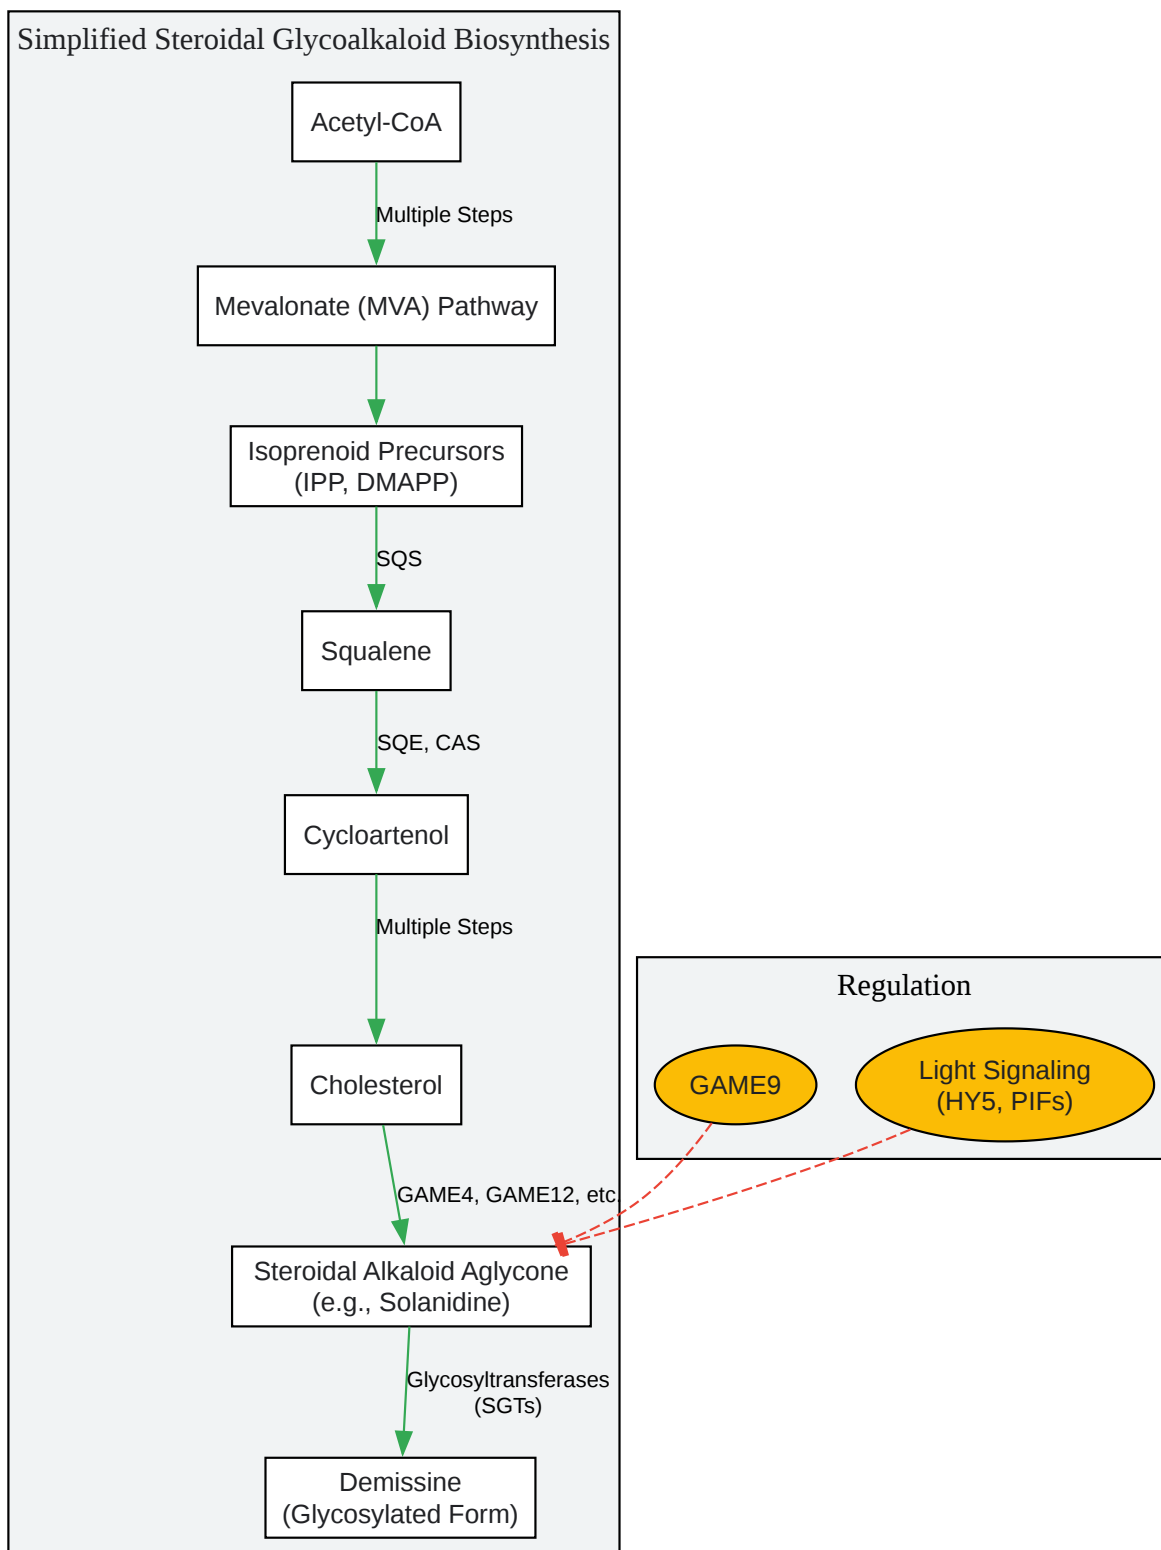 Simplified Steroidal Glycoalkaloid Biosynthesis
Acetyl-CoA
Multiple Steps
Mevalonate (MVA) Pathway
Isoprenoid Precursors
(IPP, DMAPP)
SQS
Squalene
SQE, CAS
Cycloartenol
Multiple Steps
Cholesterol
GAME4, GAME12, etc.
Steroidal Alkaloid Aglycone
(e.g., Solanidine)
Glycosyltransferases
(SGTs)
Demissine
(Glycosylated Form)
Regulation
GAME9
Light Signaling
(HY5, PIFs)